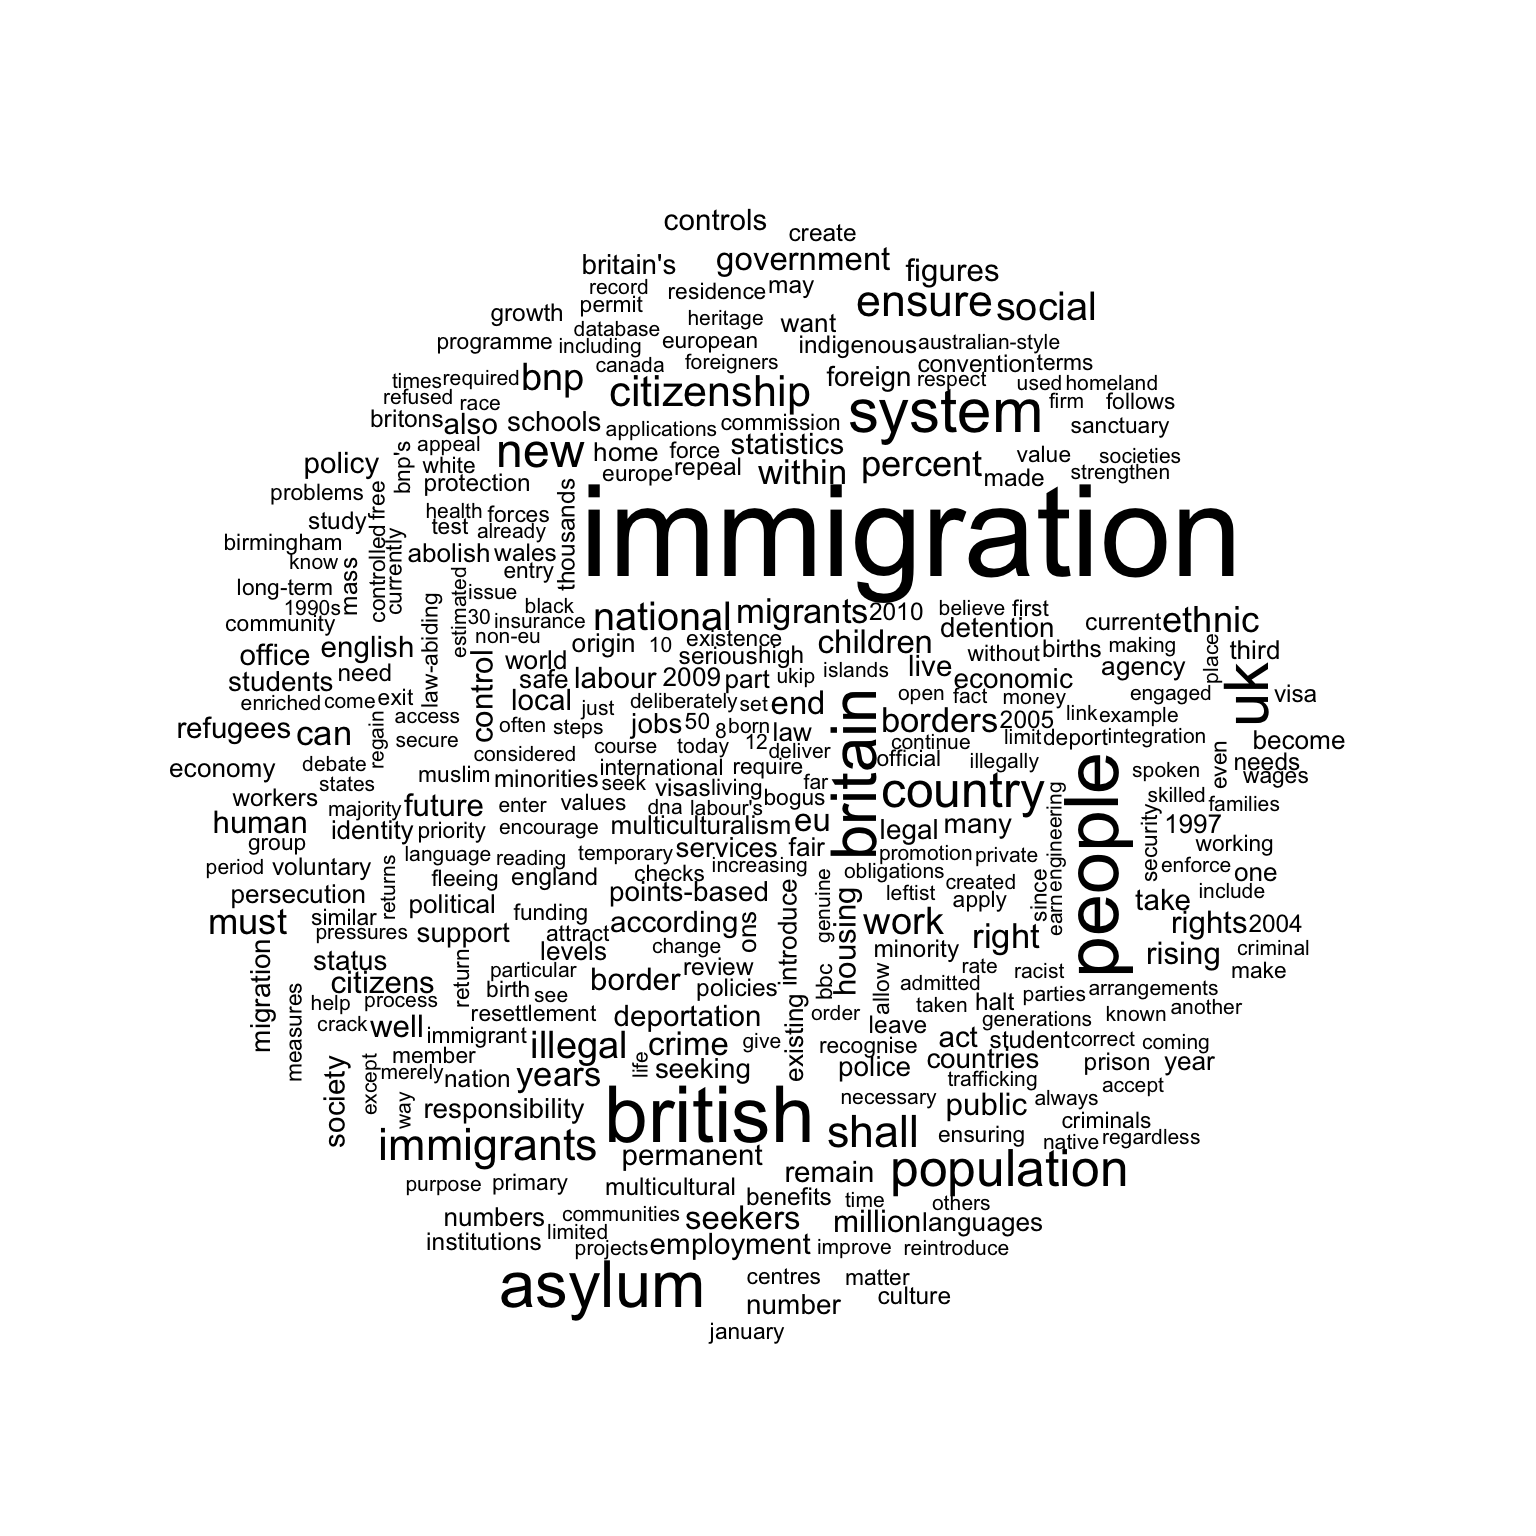 controls
create
britain's government figures
record residence may
growth permit ensure social
database heritage want
programme including european indigenous australian-style
canada foreigners convention terms
times required bnp citizenship foreign respect used homeland
refused race system firm follows
britons also schools applications commission sanctuary
bnp's appeal new home force statistics
policy white europe repeal within percent made value societies strengthen
problems free protection thousands immigration
study health forces
birmingham controlled currently test already
know mass abolish wales
long-term entry
1990s estimated issue
community law-abiding 30 insurance black national migrants 2010 believe first
non-eu origin 10 existence children detention current ethnic
office english control world serious high without births making place third
students need safe labour 2009 part ukip islands live economic agency uk
enriched come exit local just deliberately set end britain open fact money engaged visa
refugees can regain access often steps jobs 50 8 born law borders 2005 link example
secure considered course today 12 deliver continue limit deport integration become
economy debate muslim minorities international require official illegally people spoken even needs
states seek visas living far country wages
workers majority future enter values dna labour's bogus engineering skilled families
human identity priority encourage multiculturalism eu legal many security 1997
group language reading temporary services fair promotion private working
period voluntary returns fleeing england checks increasing obligations enforce one
persecution political points-based introduce genuine housing leftist created since earn take include
must similar funding according ons work apply rights 2004
pressures support attract change minority right
migration status levels rising criminal
citizens return particular border review bbc allow rate racist make
measures help process birth see policies existing admitted arrangements
crack well resettlement deportation order taken halt parties known another
immigrant illegal crime give leave generations
society except member life seeking recognise act student correct coming
merely nation years police countries prison year
way responsibility british necessary trafficking accept
immigrants shall public always
permanent ensuring criminals
native regardless
purpose primary multicultural remain population
benefits time others
numbers communities seekers million languages
institutions limited
projects employment improve reintroduce
asylum centres matter
number culture
january